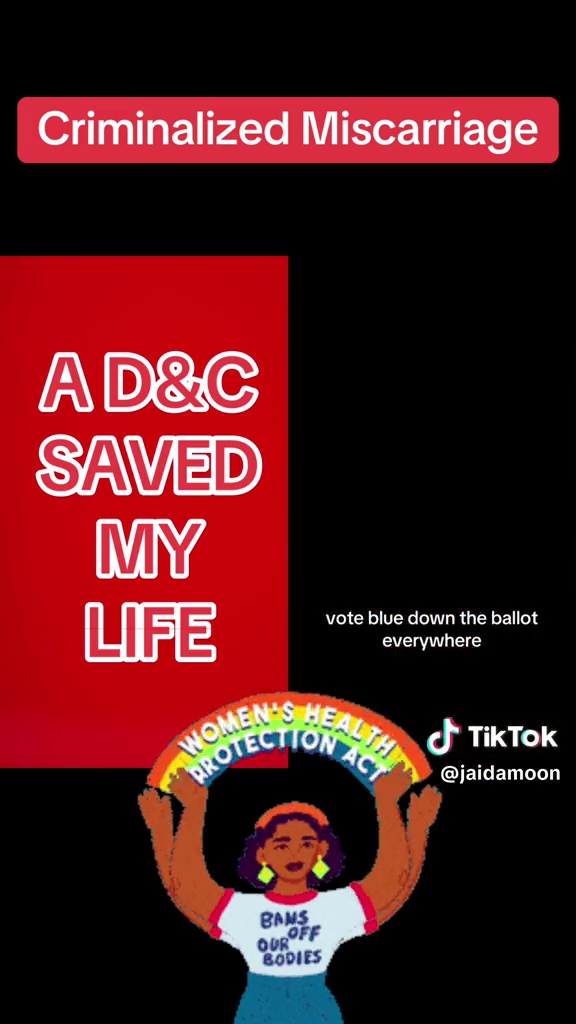 Criminalized Miscarriage
A D&C
SAVED
MY
LIFE
vote blue down the ballot
everywhere
WOMEN'S HEALTH
PROTECTION ACT
TikTok
@jaidamoon
BANS
OFF
OUR
BODIES